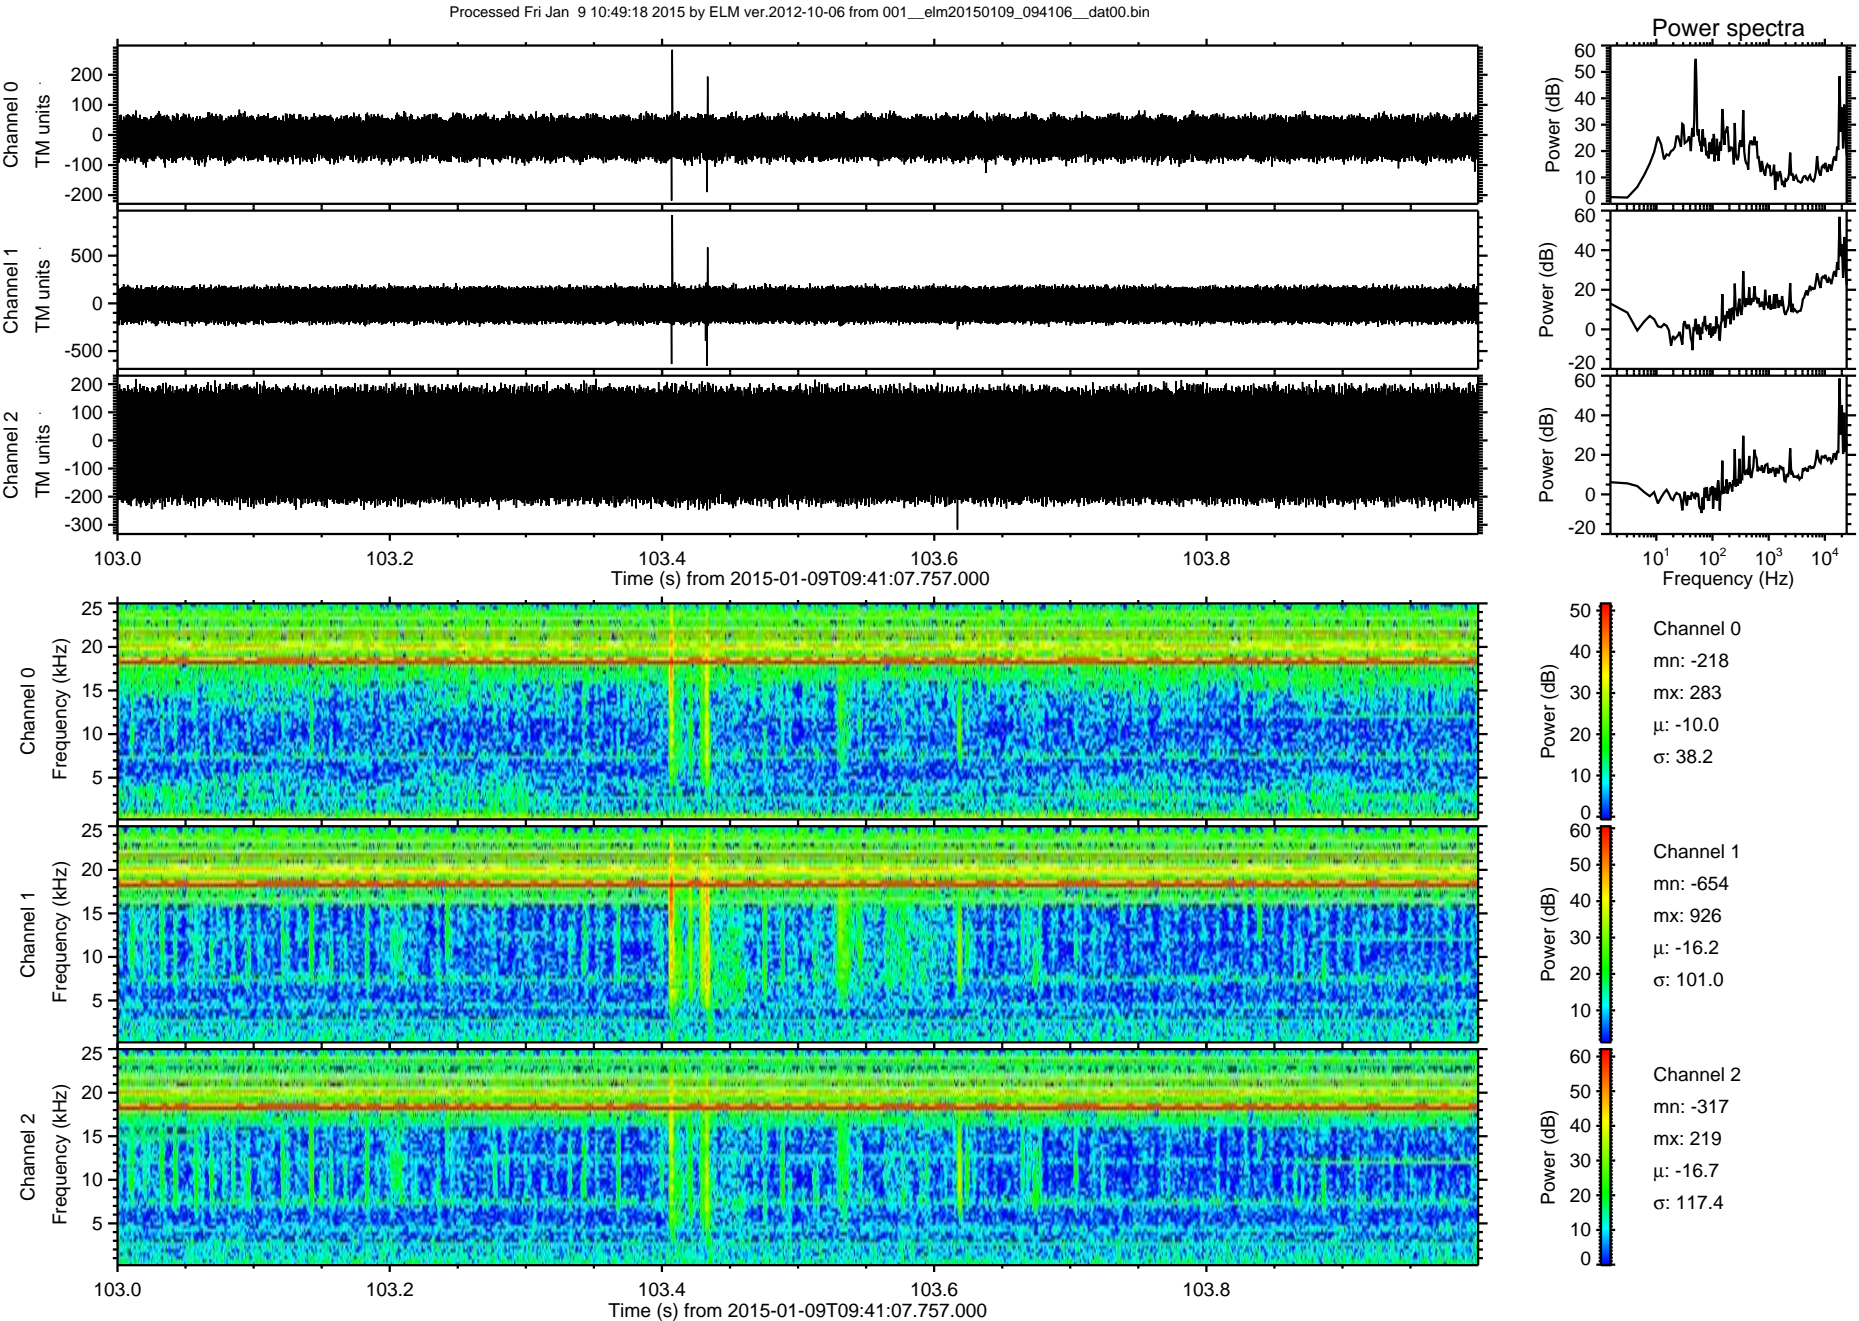 Processed Fri Jan  9 10:49:18 2015 by ELM ver.2012-10-06 from 001__elm20150109_094106__dat00.bin
Power spectra
Channel 0
TM units
200
100
0
-100
-200
Channel 1
TM units
500
0
-500
Channel 2
TM units
200
100
0
-100
-200
-300
103.0
103.2
103.4
103.6
103.8
Time (s) from 2015-01-09T09:41:07.757.000
Power (dB)
60
50
40
30
20
10
0
Power (dB)
60
40
20
0
-20
Power (dB)
60
40
20
0
-20
10^1
10^2
10^3
10^4
Frequency (Hz)
Channel 0
Frequency (kHz)
25
20
15
10
5
Channel 1
Frequency (kHz)
25
20
15
10
5
Channel 2
Frequency (kHz)
25
20
15
10
5
103.0
103.2
103.4
103.6
103.8
Time (s) from 2015-01-09T09:41:07.757.000
Power (dB)
50
40
30
20
10
0
Channel 0
mn: -218
mx: 283
μ: -10.0
σ: 38.2
Power (dB)
60
50
40
30
20
10
Channel 1
mn: -654
mx: 926
μ: -16.2
σ: 101.0
Power (dB)
60
50
40
30
20
10
0
Channel 2
mn: -317
mx: 219
μ: -16.7
σ: 117.4